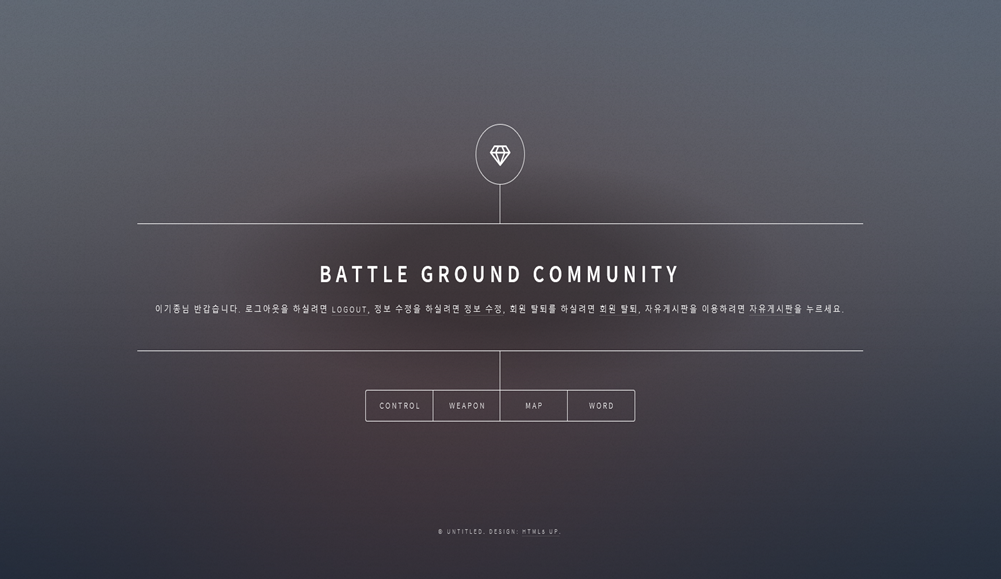 BATTLE GROUND COMMUNITY
이기종님 반갑습니다. 로그아웃을 하실려면 LOGOUT, 정보 수정을 하실려면 정보 수정, 회원 탈퇴를 하실려면 회원 탈퇴, 자유게시판을 이용하려면 자유게시판을 누르세요.
CONTROL WEAPON MAP WORD
© UNTITLED. DESIGN: HTML5 UP.